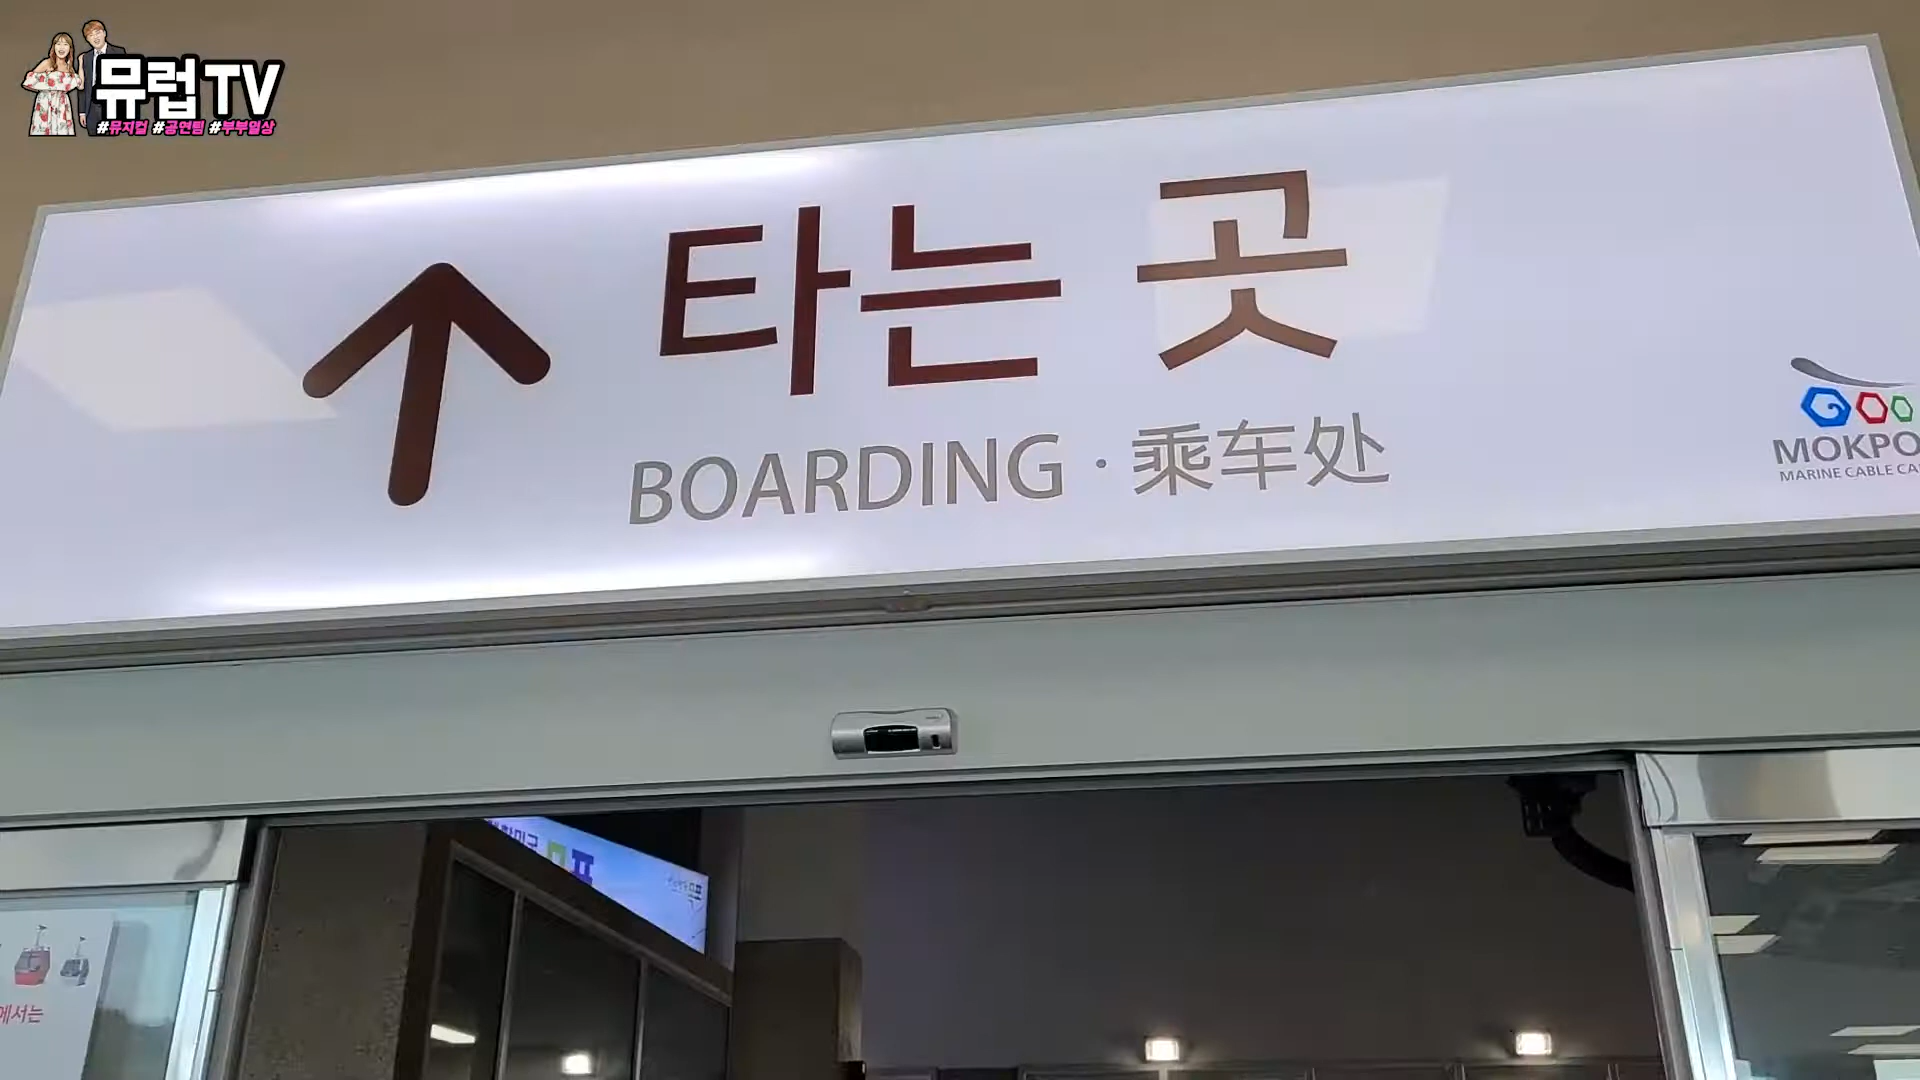 뮤럽TV
#뮤지컬 #공연팀 #부부일상
타는 곳
BOARDING · 乘车处
MOKPO
MARINE CABLE CA
에서는